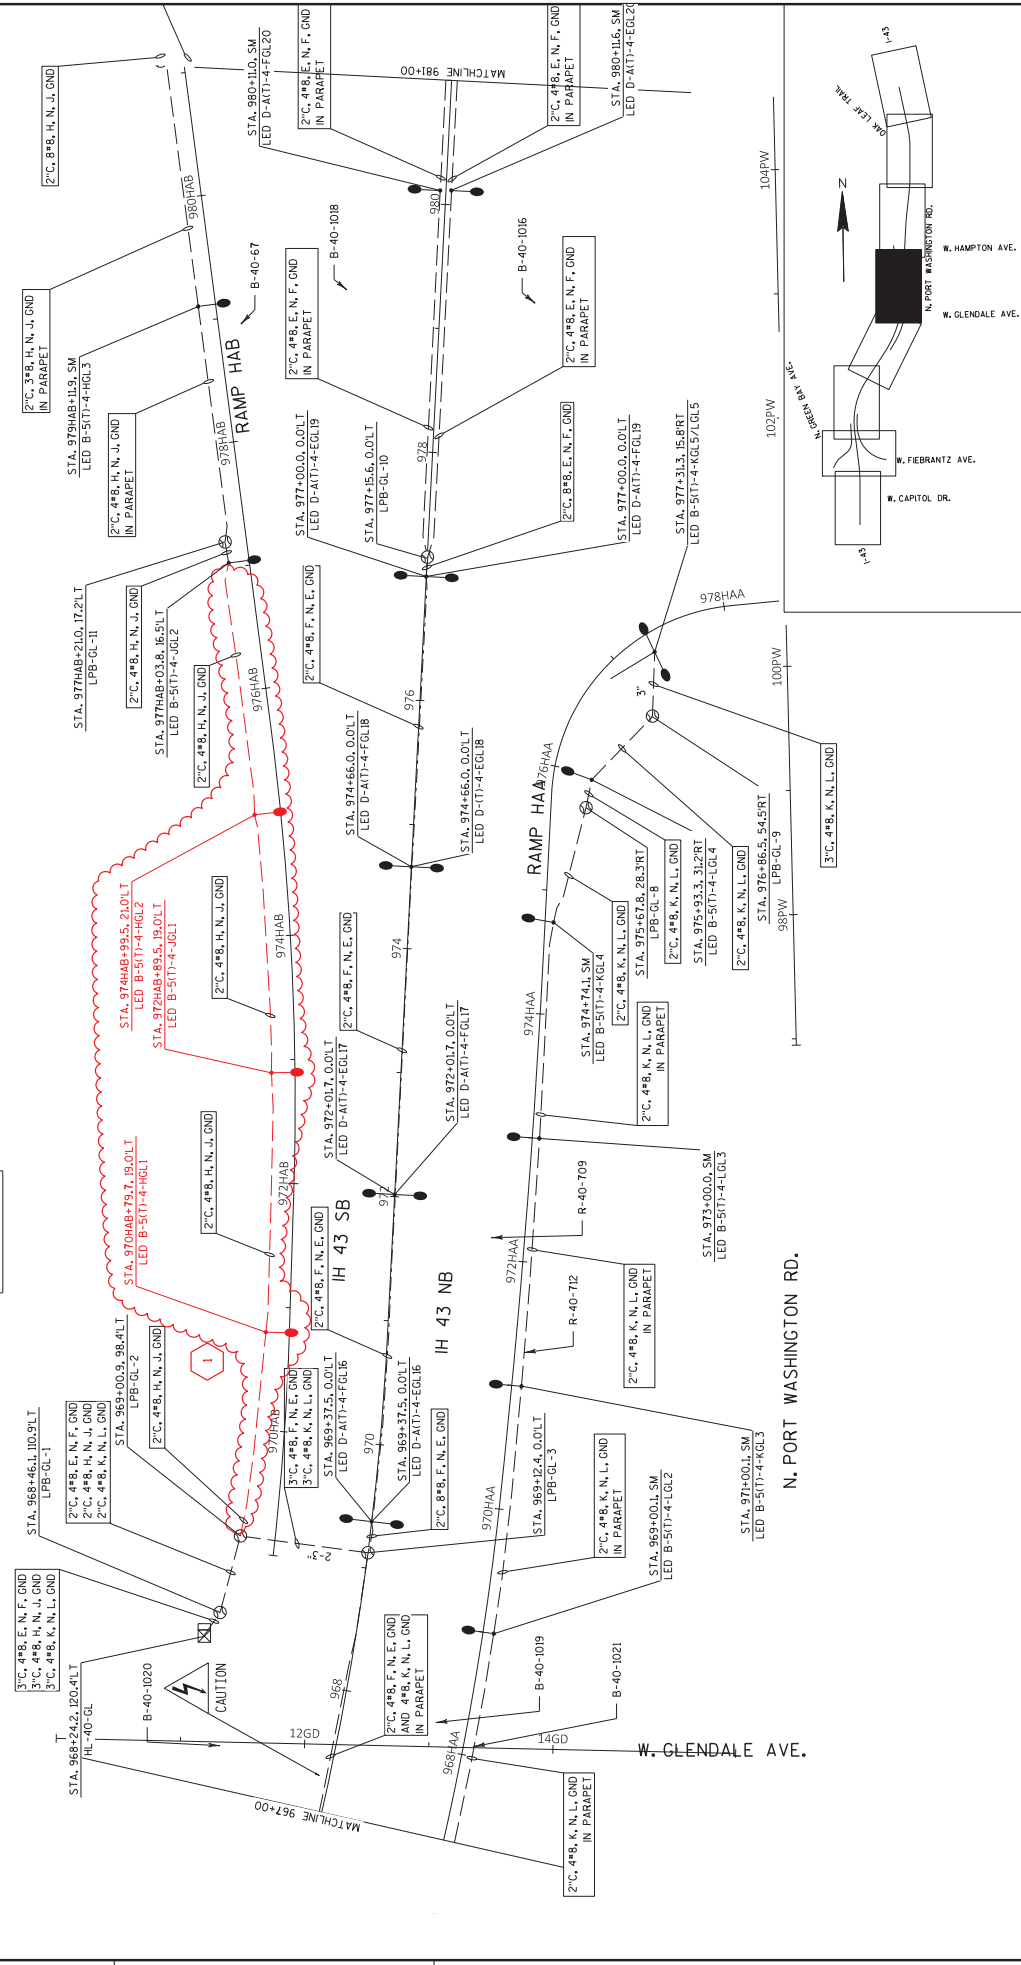 2"C, 8#8, H, N, J, GND
2"C, 3#8, H, N, J, GND
IN PARAPET
STA. 979HAB+11.9, SM
LED B-5(T)-4-HGL3
2"C, 4#8, H, N, J, GND
IN PARAPET
STA. 977HAB+21.0, 17.2'LT
LPB-GL-11
2"C, 4#8, H, N, J, GND
STA. 977HAB+03.8, 16.5'LT
LED B-5(T)-4-JGL2
2"C, 4#8, H, N, J, GND
STA. 974HAB+99.5, 21.0'LT
LED B-5(T)-4-HGL2
STA. 972HAB+89.5, 19.0'LT
LED B-5(T)-4-JGL1
2"C, 4#8, H, N, J, GND
STA. 970HAB+79.7, 19.0'LT
LED B-5(T)-4-HGL1
2"C, 4#8, H, N, J, GND
1
STA. 969+00.9, 98.4'LT
LPB-GL-2
2"C, 4#8, H, N, J, GND
STA. 968+46.1, 110.9'LT
LPB-GL-1
2"C, 4#8, E, N, F, GND
2"C, 4#8, H, N, J, GND
2"C, 4#8, K, N, L, GND
3"C, 4#8, E, N, F, GND
3"C, 4#8, H, N, J, GND
3"C, 4#8, K, N, L, GND
STA. 968+24.2, 120.4'LT
HL-40-GL
B-40-1020
CAUTION
RAMP HAB
980HAB
978HAB
976HAB
974HAB
972HAB
970HAB
B-40-67
STA. 980+11.0, SM
LED D-A(T)-4-FGL20
2"C, 4#8, E, N, F, GND
IN PARAPET
MATCHLINE 981+00
2"C, 4#8, E, N, F, GND
IN PARAPET
STA. 980+11.6, SM
LED D-A(T)-4-EGL20
B-40-1018
B-40-1016
2"C, 4#8, E, N, F, GND
IN PARAPET
2"C, 4#8, E, N, F, GND
IN PARAPET
STA. 977+00.0, 0.0'LT
LED D-A(T)-4-EGL19
STA. 977+15.6, 0.0'LT
LPB-GL-10
2"C, 8#8, E, N, F, GND
STA. 977+00.0, 0.0'LT
LED D-A(T)-4-FGL19
STA. 977+31.3, 15.8'RT
LED B-5(T)-4-KGL5/LGL5
2"C, 4#8, F, N, E, GND
STA. 974+66.0, 0.0'LT
LED D-A(T)-4-FGL18
STA. 974+66.0, 0.0'LT
LED D-(T)-4-EGL18
2"C, 4#8, F, N, E, GND
STA. 972+01.7, 0.0'LT
LED D-A(T)-4-EGL17
STA. 972+01.7, 0.0'LT
LED D-A(T)-4-FGL17
2"C, 4#8, F, N, E, GND
IH 43 SB
IH 43 NB
3"C, 4#8, F, N, E, GND
3"C, 4#8, K, N, L, GND
STA. 969+37.5, 0.0'LT
LED D-A(T)-4-FGL16
STA. 969+37.5, 0.0'LT
LED D-A(T)-4-EGL16
2"C, 8#8, F, N, E, GND
2-3"
STA. 969+12.4, 0.0'LT
LPB-GL-3
980
978
976
974
972
970
968
2"C, 4#8, F, N, E, GND
AND 4#8, K, N, L, GND
IN PARAPET
12GD
14GD
MATCHLINE 967+00
W. GLENDALE AVE.
RAMP HAA
978HAA
976HAA
974HAA
972HAA
970HAA
968HAA
3"
3"C, 4#8, K, N, L, GND
STA. 976+86.5, 54.5'RT
LPB-GL-9
2"C, 4#8, K, N, L, GND
STA. 975+93.3, 31.2'RT
LED B-5(T)-4-LGL4
2"C, 4#8, K, N, L, GND
STA. 975+67.8, 28.3'RT
LPB-GL-8
2"C, 4#8, K, N, L, GND
STA. 974+74.1, SM
LED B-5(T)-4-KGL4
2"C, 4#8, K, N, L, GND
IN PARAPET
STA. 973+00.0, SM
LED B-5(T)-4-LGL3
R-40-709
R-40-712
2"C, 4#8, K, N, L, GND
IN PARAPET
STA. 971+00.1, SM
LED B-5(T)-4-KGL3
2"C, 4#8, K, N, L, GND
IN PARAPET
STA. 969+00.1, SM
LED B-5(T)-4-LGL2
B-40-1019
B-40-1021
2"C, 4#8, K, N, L, GND
IN PARAPET
N. PORT WASHINGTON RD.
104PW
102PW
100PW
98PW
I-43
OAK LEAF TRAIL
N
N. PORT WASHINGTON RD.
W. HAMPTON AVE.
W. GLENDALE AVE.
N. GREEN BAY AVE.
W. FIEBRANTZ AVE.
W. CAPITOL DR.
I-43